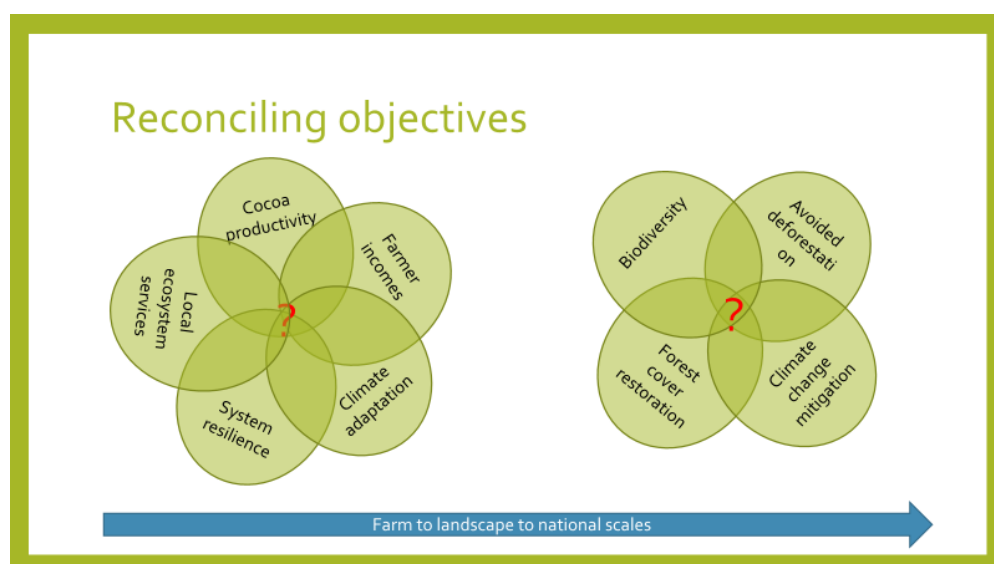 Reconciling objectives
Cocoa
productivity
Farmer
incomes
Local
ecosystem
services
?
System
resilience
Climate
adaptation
Biodiversity
Avoided
deforestati
on
?
Forest
cover
restoration
Climate
change
mitigation
Farm to landscape to national scales